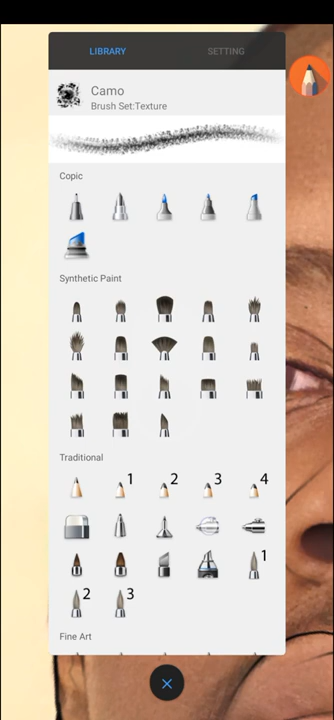 LIBRARY
SETTING
Camo
Brush Set:Texture
Copic
Synthetic Paint
Traditional
1
2
3
4
1
2
3
Fine Art